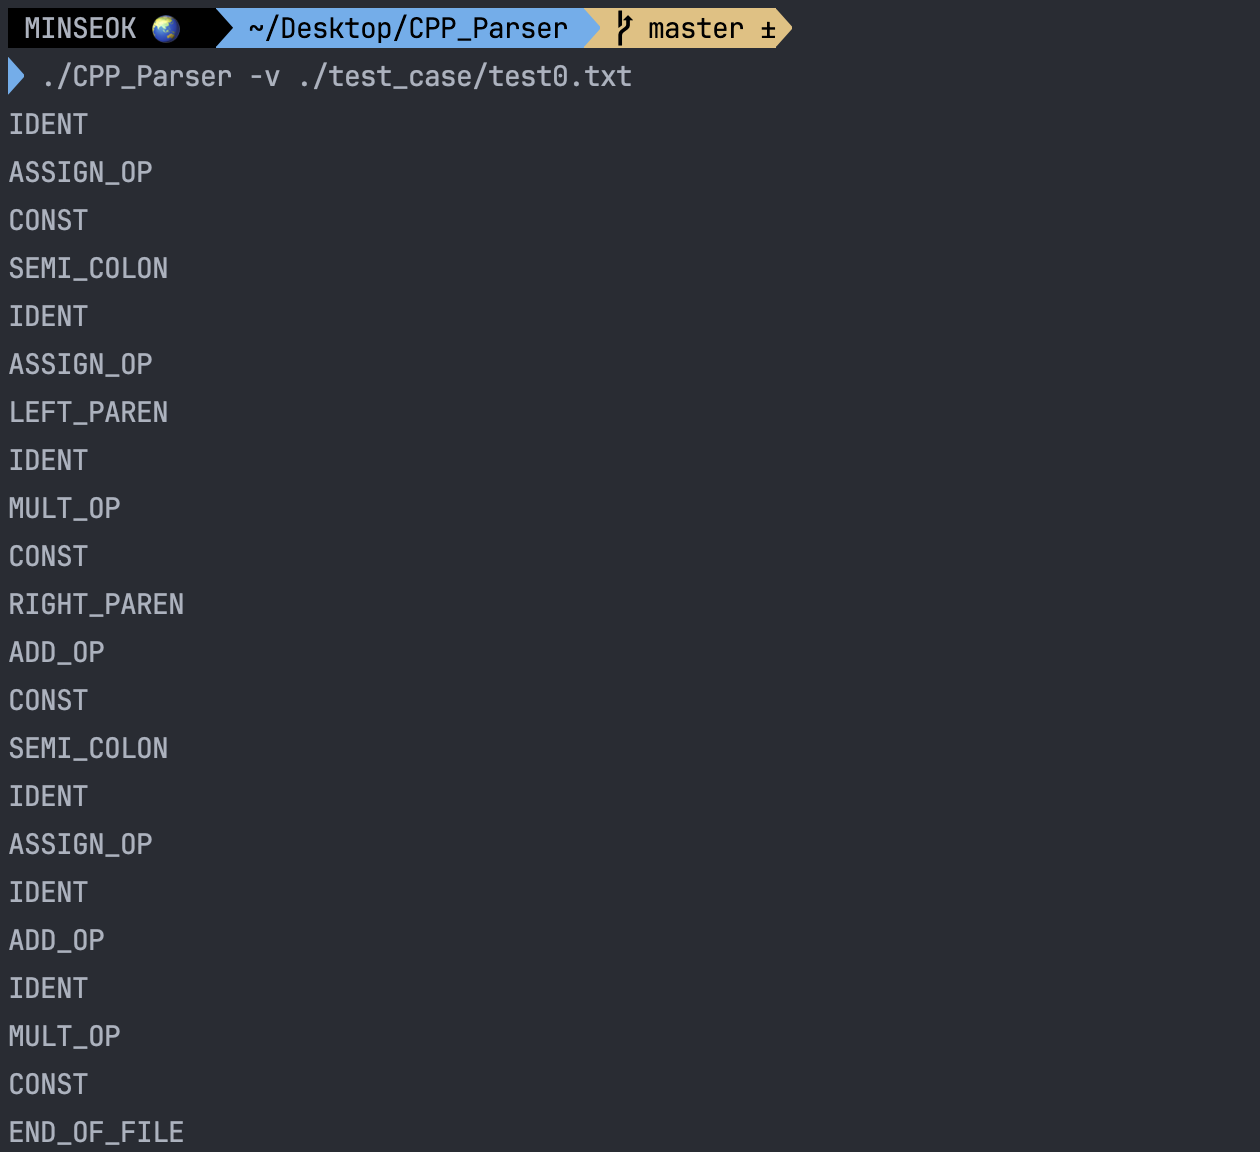 MINSEOK 🌏 ~/Desktop/CPP_Parser master ±
./CPP_Parser -v ./test_case/test0.txt
IDENT
ASSIGN_OP
CONST
SEMI_COLON
IDENT
ASSIGN_OP
LEFT_PAREN
IDENT
MULT_OP
CONST
RIGHT_PAREN
ADD_OP
CONST
SEMI_COLON
IDENT
ASSIGN_OP
IDENT
ADD_OP
IDENT
MULT_OP
CONST
END_OF_FILE